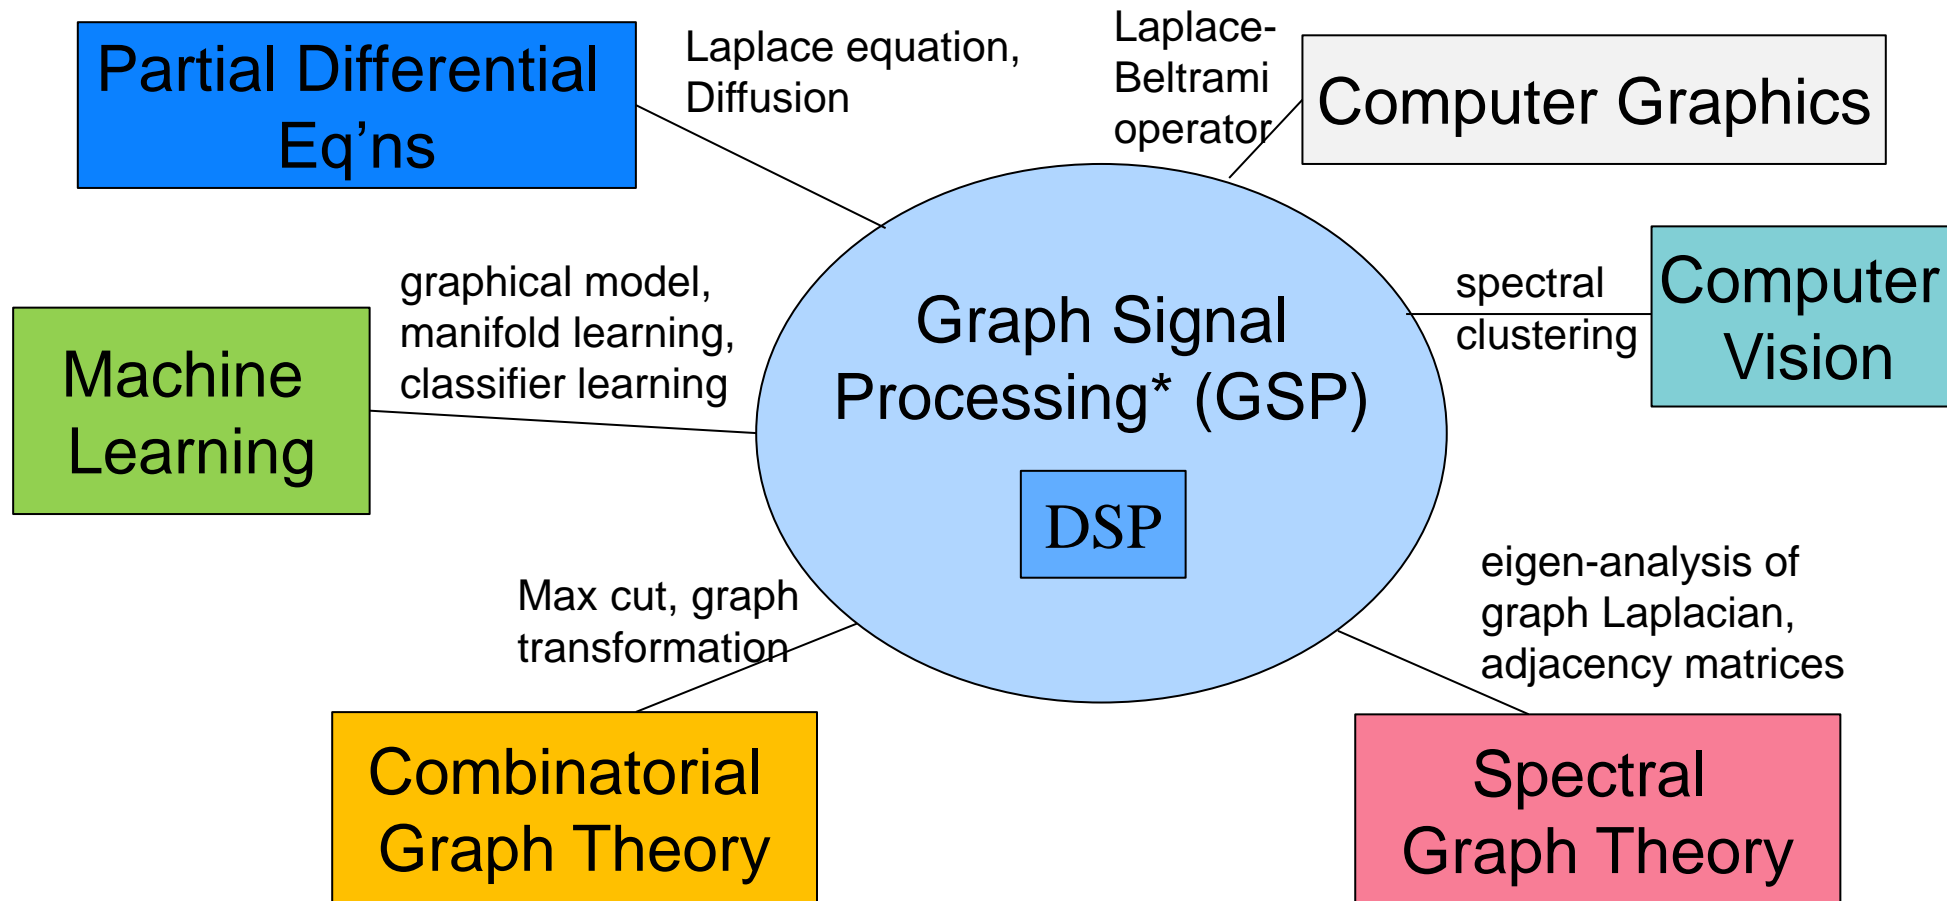 Partial Differential
Eq’ns
Laplace equation,
Diffusion
Laplace-
Beltrami
operator
Computer Graphics
graphical model,
manifold learning,
classifier learning
Machine
Learning
Graph Signal
Processing* (GSP)
DSP
spectral
clustering
Computer
Vision
Max cut, graph
transformation
Combinatorial
Graph Theory
eigen-analysis of
graph Laplacian,
adjacency matrices
Spectral
Graph Theory